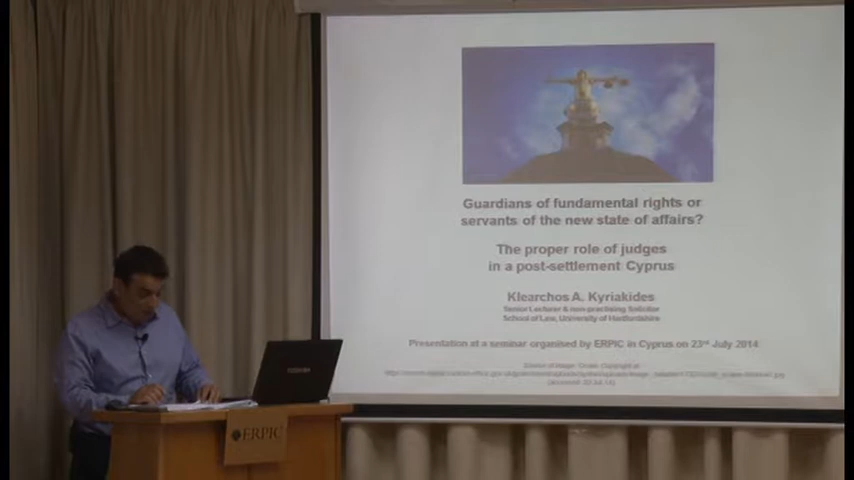 Guardians of fundamental rights or
servants of the new state of affairs?
The proper role of judges
in a post-settlement Cyprus
Klearchos A. Kyriakides
Senior Lecturer & non-practising Solicitor
School of Law, University of Hertfordshire
Presentation at a seminar organised by ERPIC in Cyprus on 23rd July 2014
TOSHIBA
ERPIC